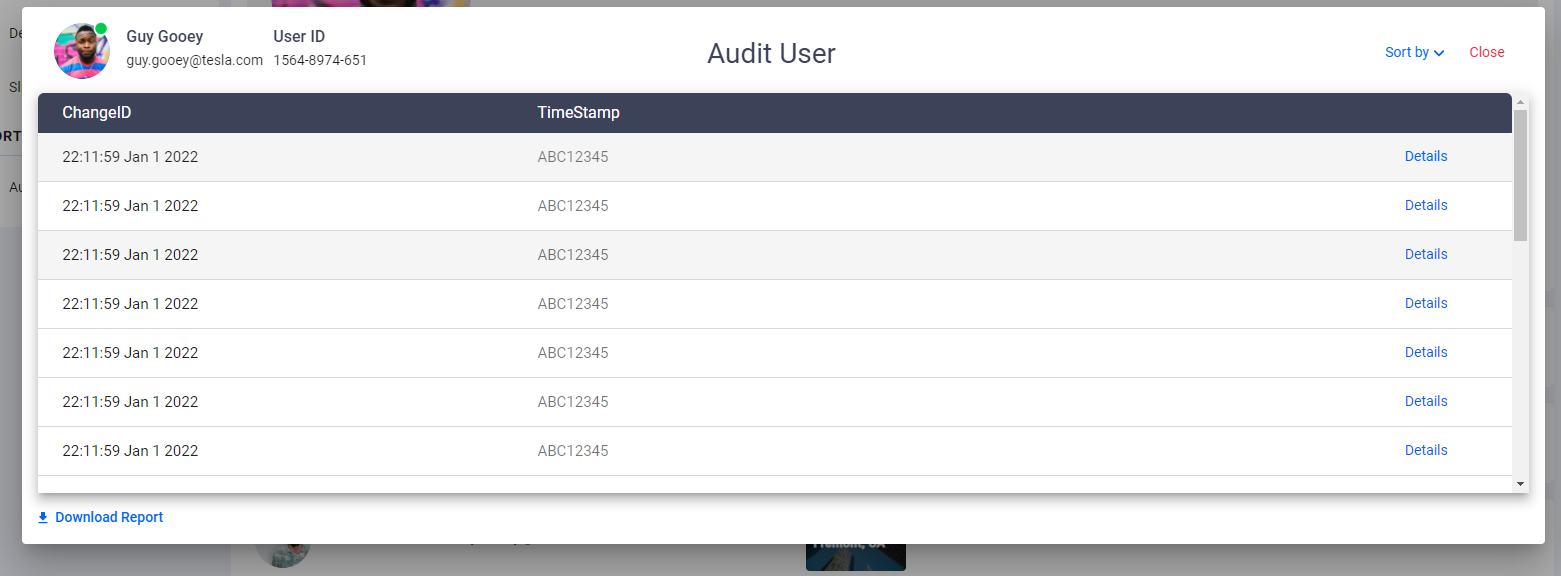 Guy Gooey User ID
guy.gooey@tesla.com 1564-8974-651
Audit User
Sort by Close
ChangeID TimeStamp
22:11:59 Jan 1 2022 ABC12345 Details
22:11:59 Jan 1 2022 ABC12345 Details
22:11:59 Jan 1 2022 ABC12345 Details
22:11:59 Jan 1 2022 ABC12345 Details
22:11:59 Jan 1 2022 ABC12345 Details
22:11:59 Jan 1 2022 ABC12345 Details
22:11:59 Jan 1 2022 ABC12345 Details
Download Report